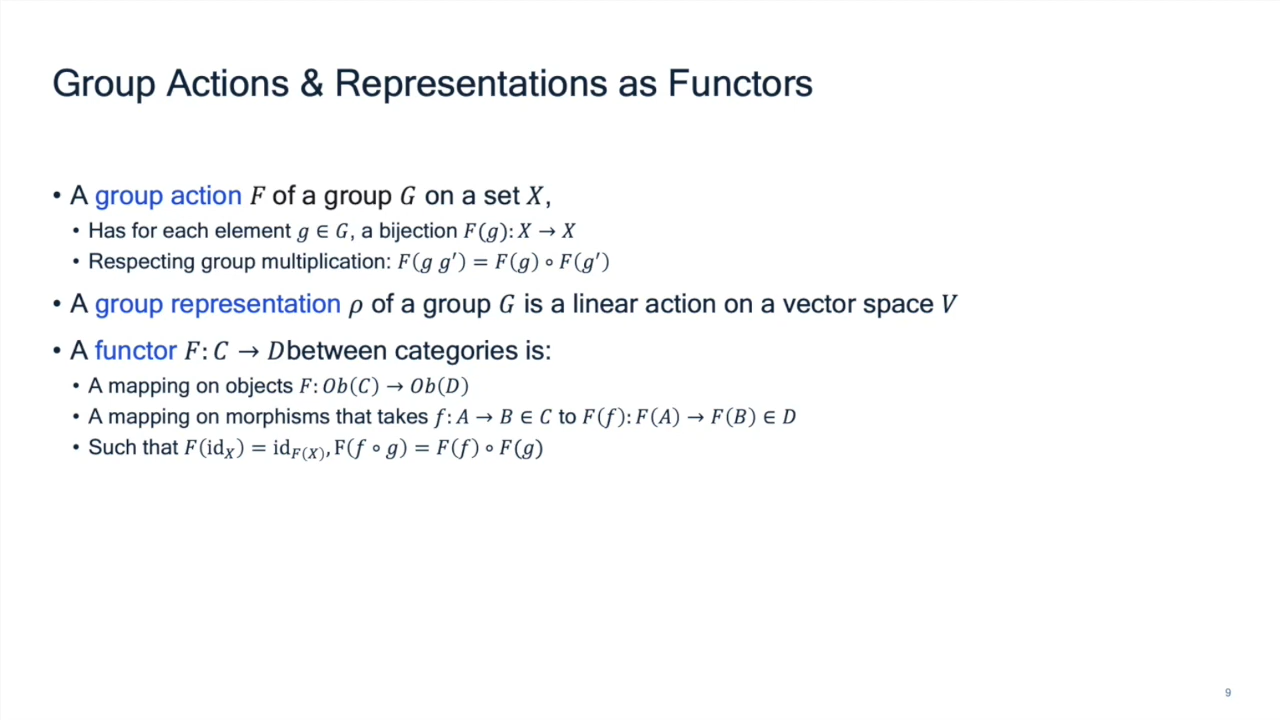 Group Actions & Representations as Functors
• A group action 𝐹 of a group 𝐺 on a set 𝑋,
• Has for each element 𝑔 ∈ 𝐺, a bijection 𝐹(𝑔): 𝑋 → 𝑋
• Respecting group multiplication: 𝐹(𝑔 𝑔′) = 𝐹(𝑔) ∘ 𝐹(𝑔′)
• A group representation 𝜌 of a group 𝐺 is a linear action on a vector space 𝑉
• A functor 𝐹: 𝐶 → 𝐷between categories is:
• A mapping on objects 𝐹: 𝑂𝑏(𝐶) → 𝑂𝑏(𝐷)
• A mapping on morphisms that takes 𝑓: 𝐴 → 𝐵 ∈ 𝐶 to 𝐹(𝑓): 𝐹(𝐴) → 𝐹(𝐵) ∈ 𝐷
• Such that 𝐹(id_𝑋) = id_𝐹(𝑋), F(𝑓 ∘ 𝑔) = 𝐹(𝑓) ∘ 𝐹(𝑔)
9